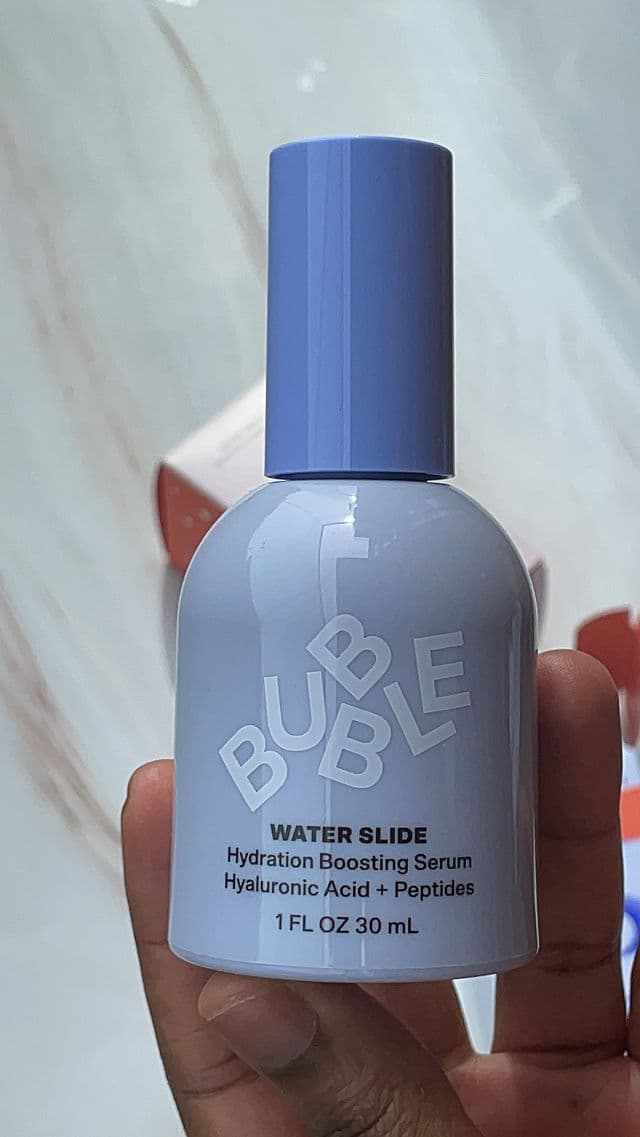 BUBBLE
WATER SLIDE
Hydration Boosting Serum
Hyaluronic Acid + Peptides
1 FL OZ 30 mL